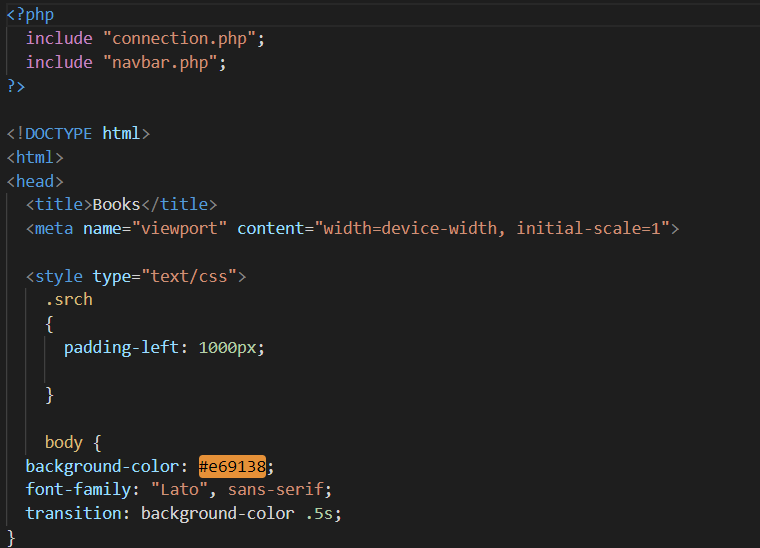 <?php
include "connection.php";
include "navbar.php";
?>
<!DOCTYPE html>
<html>
<head>
<title>Books</title>
<meta name="viewport" content="width=device-width, initial-scale=1">
<style type="text/css">
.srch
{
padding-left: 1000px;
}
body {
background-color: #e69138;
font-family: "Lato", sans-serif;
transition: background-color .5s;
}